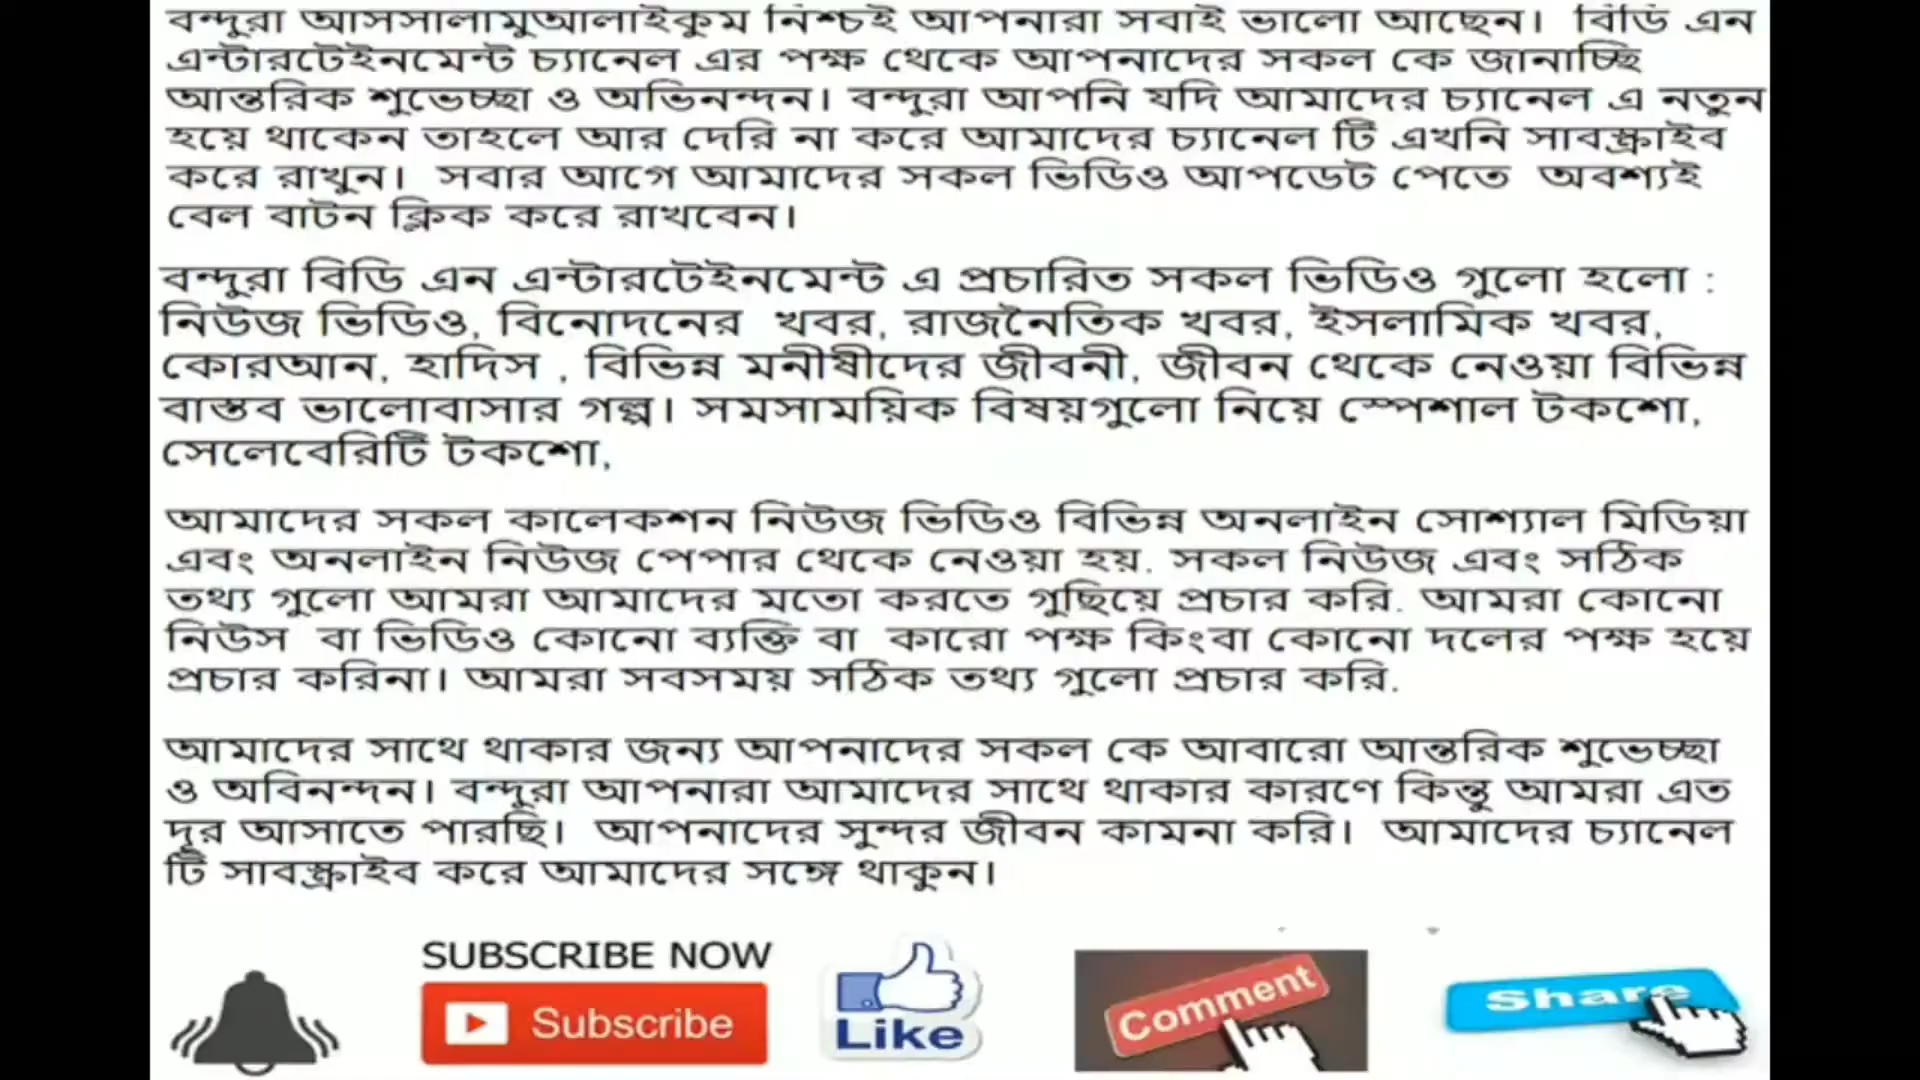 বন্দুরা আসসালামুআলাইকুম নিশ্চই আপনারা সবাই ভালো আছেন। বিডি এন
এন্টারটেইনমেন্ট চ্যানেল এর পক্ষ থেকে আপনাদের সকল কে জানাচ্ছি
আন্তরিক শুভেচ্ছা ও অভিনন্দন। বন্দুরা আপনি যদি আমাদের চ্যানেল এ নতুন
হয়ে থাকেন তাহলে আর দেরি না করে আমাদের চ্যানেল টি এখনি সাবস্ক্রাইব
করে রাখুন। সবার আগে আমাদের সকল ভিডিও আপডেট পেতে অবশ্যই
বেল বাটন ক্লিক করে রাখবেন।
বন্দুরা বিডি এন এন্টারটেইনমেন্ট এ প্রচারিত সকল ভিডিও গুলো হলো :
নিউজ ভিডিও, বিনোদনের খবর, রাজনৈতিক খবর, ইসলামিক খবর,
কোরআন, হাদিস , বিভিন্ন মনীষীদের জীবনী, জীবন থেকে নেওয়া বিভিন্ন
বাস্তব ভালোবাসার গল্প। সমসাময়িক বিষয়গুলো নিয়ে স্পেশাল টকশো,
সেলেবেরিটি টকশো,
আমাদের সকল কালেকশন নিউজ ভিডিও বিভিন্ন অনলাইন সোশ্যাল মিডিয়া
এবং অনলাইন নিউজ পেপার থেকে নেওয়া হয়. সকল নিউজ এবং সঠিক
তথ্য গুলো আমরা আমাদের মতো করতে গুছিয়ে প্রচার করি. আমরা কোনো
নিউস বা ভিডিও কোনো ব্যক্তি বা কারো পক্ষ কিংবা কোনো দলের পক্ষ হয়ে
প্রচার করিনা। আমরা সবসময় সঠিক তথ্য গুলো প্রচার করি.
আমাদের সাথে থাকার জন্য আপনাদের সকল কে আবারো আন্তরিক শুভেচ্ছা
ও অবিনন্দন। বন্দুরা আপনারা আমাদের সাথে থাকার কারণে কিন্তু আমরা এত
দূর আসাতে পারছি। আপনাদের সুন্দর জীবন কামনা করি। আমাদের চ্যানেল
টি সাবস্ক্রাইব করে আমাদের সঙ্গে থাকুন।
SUBSCRIBE NOW
Subscribe
Like
Comment
Share